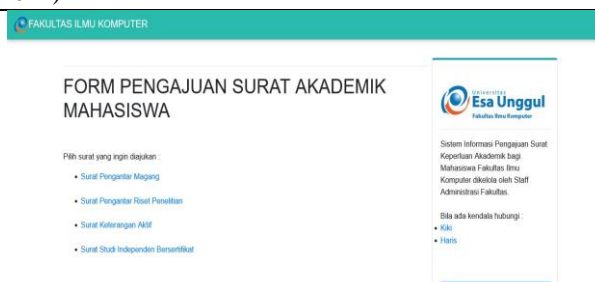 FAKULTAS ILMU KOMPUTER
FORM PENGAJUAN SURAT AKADEMIK
MAHASISWA
Pilih surat yang ingin diajukan :
Surat Pengantar Magang
Surat Pengantar Riset Penelitian
Surat Keterangan Aktif
Surat Studi Independen Bersertifikat
Universitas
Esa Unggul
Fakultas Ilmu Komputer
Sistem Informasi Pengajuan Surat
Keperluan Akademik bagi
Mahasiswa Fakultas Ilmu
Komputer dikelola oleh Staff
Administrasi Fakultas.
Bila ada kendala hubungi :
Kiki
Haris